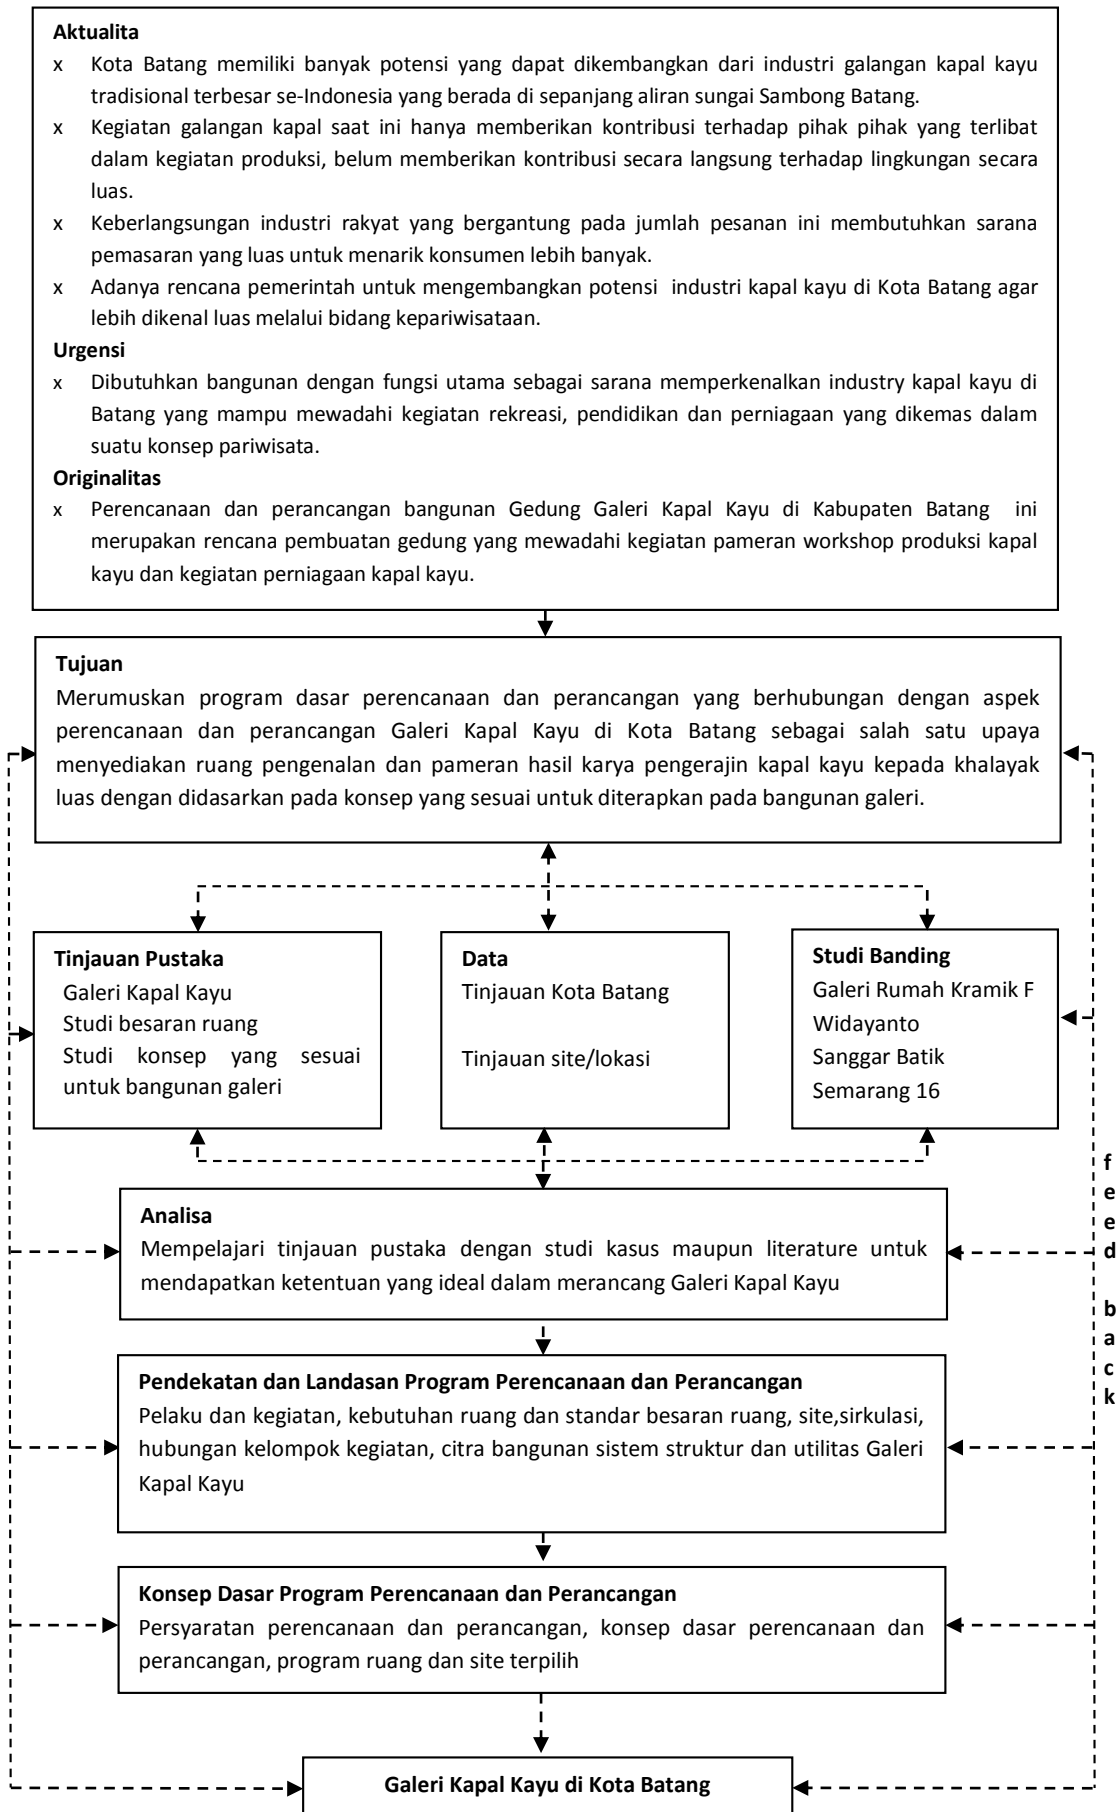 Aktualita
x Kota Batang memiliki banyak potensi yang dapat dikembangkan dari industri galangan kapal kayu
tradisional terbesar se-Indonesia yang berada di sepanjang aliran sungai Sambong Batang.
x Kegiatan galangan kapal saat ini hanya memberikan kontribusi terhadap pihak pihak yang terlibat
dalam kegiatan produksi, belum memberikan kontribusi secara langsung terhadap lingkungan secara
luas.
x Keberlangsungan industri rakyat yang bergantung pada jumlah pesanan ini membutuhkan sarana
pemasaran yang luas untuk menarik konsumen lebih banyak.
x Adanya rencana pemerintah untuk mengembangkan potensi industri kapal kayu di Kota Batang agar
lebih dikenal luas melalui bidang kepariwisataan.
Urgensi
x Dibutuhkan bangunan dengan fungsi utama sebagai sarana memperkenalkan industry kapal kayu di
Batang yang mampu mewadahi kegiatan rekreasi, pendidikan dan perniagaan yang dikemas dalam
suatu konsep pariwisata.
Originalitas
x Perencanaan dan perancangan bangunan Gedung Galeri Kapal Kayu di Kabupaten Batang ini
merupakan rencana pembuatan gedung yang mewadahi kegiatan pameran workshop produksi kapal
kayu dan kegiatan perniagaan kapal kayu.
Tujuan
Merumuskan program dasar perencanaan dan perancangan yang berhubungan dengan aspek
perencanaan dan perancangan Galeri Kapal Kayu di Kota Batang sebagai salah satu upaya
menyediakan ruang pengenalan dan pameran hasil karya pengerajin kapal kayu kepada khalayak
luas dengan didasarkan pada konsep yang sesuai untuk diterapkan pada bangunan galeri.
Tinjauan Pustaka
Galeri Kapal Kayu
Studi besaran ruang
Studi konsep yang sesuai
untuk bangunan galeri
Data
Tinjauan Kota Batang
Tinjauan site/lokasi
Studi Banding
Galeri Rumah Kramik F
Widayanto
Sanggar Batik
Semarang 16
feed back
Analisa
Mempelajari tinjauan pustaka dengan studi kasus maupun literature untuk
mendapatkan ketentuan yang ideal dalam merancang Galeri Kapal Kayu
Pendekatan dan Landasan Program Perencanaan dan Perancangan
Pelaku dan kegiatan, kebutuhan ruang dan standar besaran ruang, site,sirkulasi,
hubungan kelompok kegiatan, citra bangunan sistem struktur dan utilitas Galeri
Kapal Kayu
Konsep Dasar Program Perencanaan dan Perancangan
Persyaratan perencanaan dan perancangan, konsep dasar perencanaan dan
perancangan, program ruang dan site terpilih
Galeri Kapal Kayu di Kota Batang